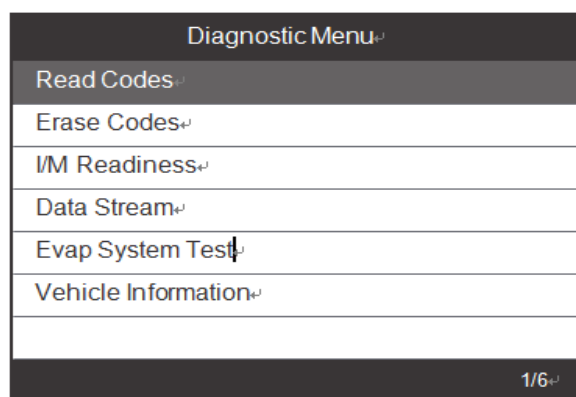 Diagnostic Menu
Read Codes
Erase Codes
I/M Readiness
Data Stream
Evap System Test
Vehicle Information
1/6